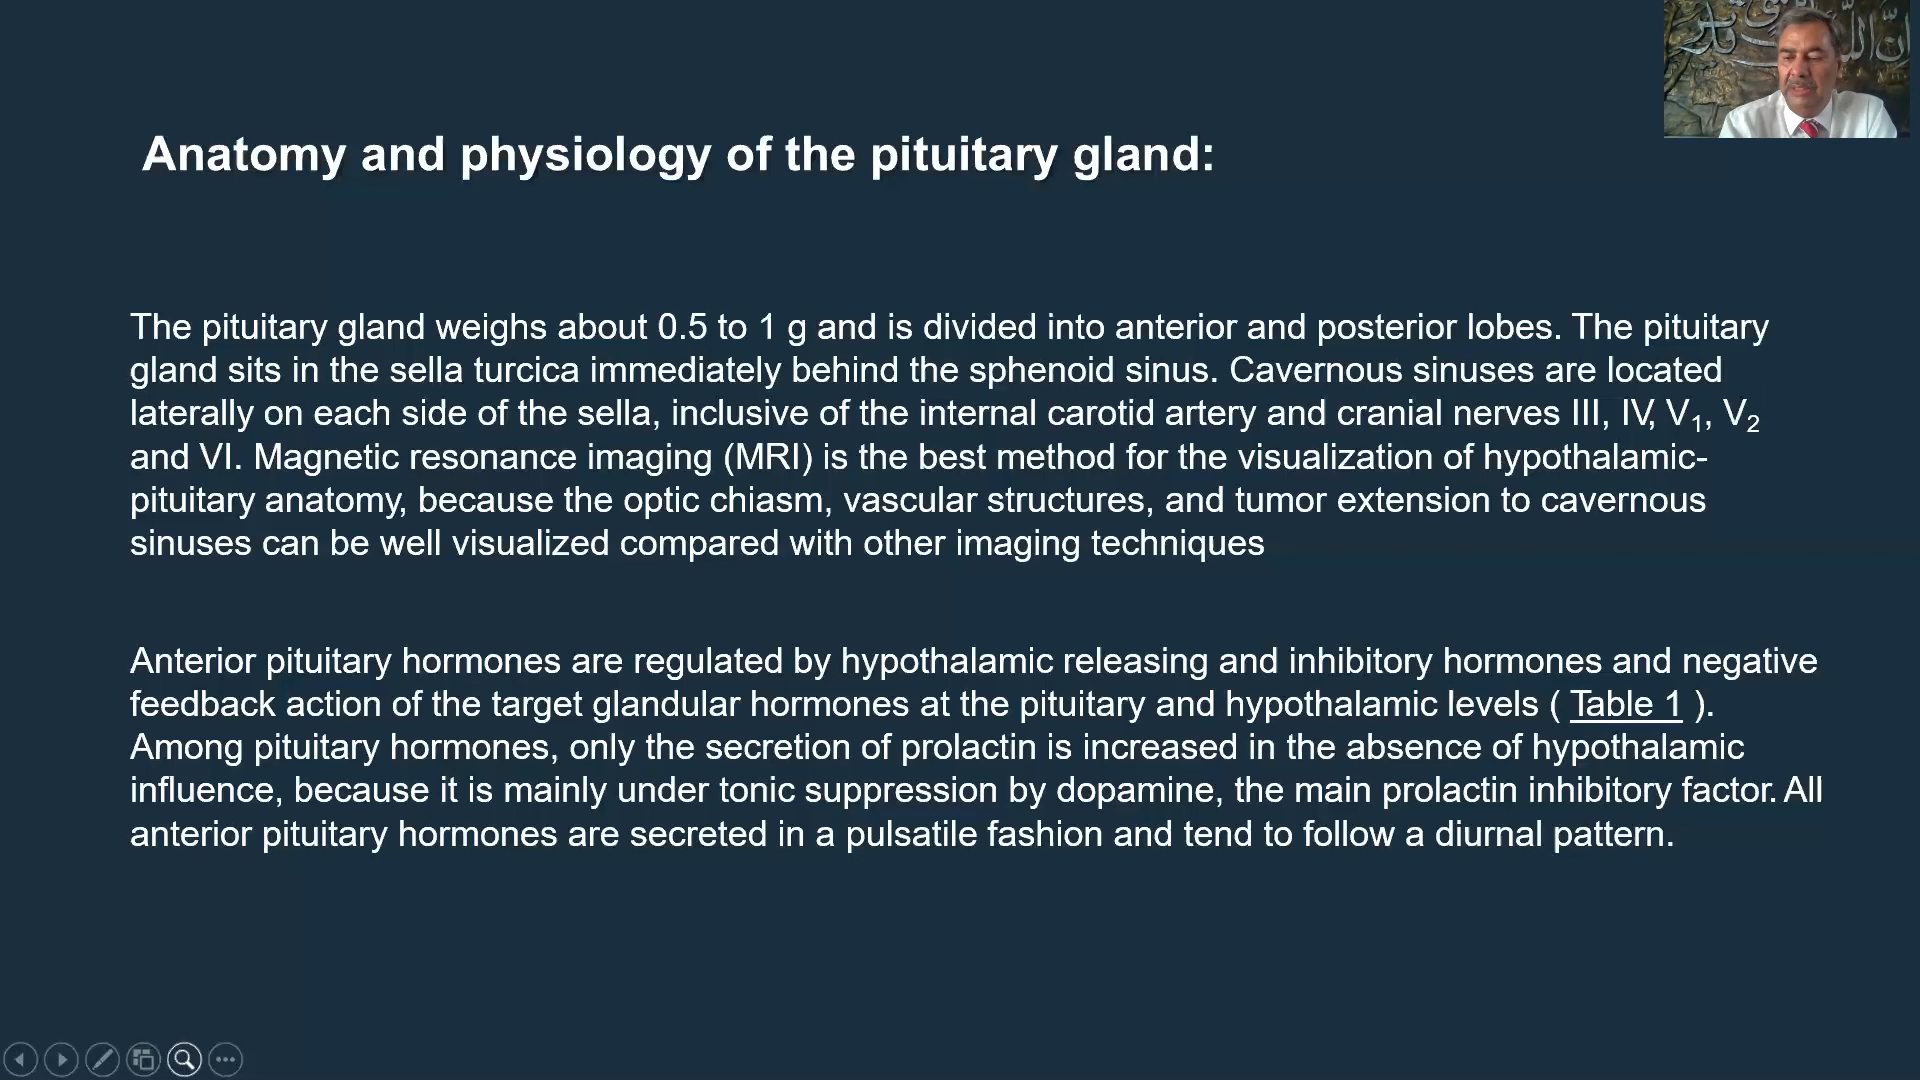 إنّ الله
قدير
Anatomy and physiology of the pituitary gland:
The pituitary gland weighs about 0.5 to 1 g and is divided into anterior and posterior lobes. The pituitary
gland sits in the sella turcica immediately behind the sphenoid sinus. Cavernous sinuses are located
laterally on each side of the sella, inclusive of the internal carotid artery and cranial nerves III, IV, V₁, V₂
and VI. Magnetic resonance imaging (MRI) is the best method for the visualization of hypothalamic-
pituitary anatomy, because the optic chiasm, vascular structures, and tumor extension to cavernous
sinuses can be well visualized compared with other imaging techniques
Anterior pituitary hormones are regulated by hypothalamic releasing and inhibitory hormones and negative
feedback action of the target glandular hormones at the pituitary and hypothalamic levels ( Table 1 ).
Among pituitary hormones, only the secretion of prolactin is increased in the absence of hypothalamic
influence, because it is mainly under tonic suppression by dopamine, the main prolactin inhibitory factor. All
anterior pituitary hormones are secreted in a pulsatile fashion and tend to follow a diurnal pattern.